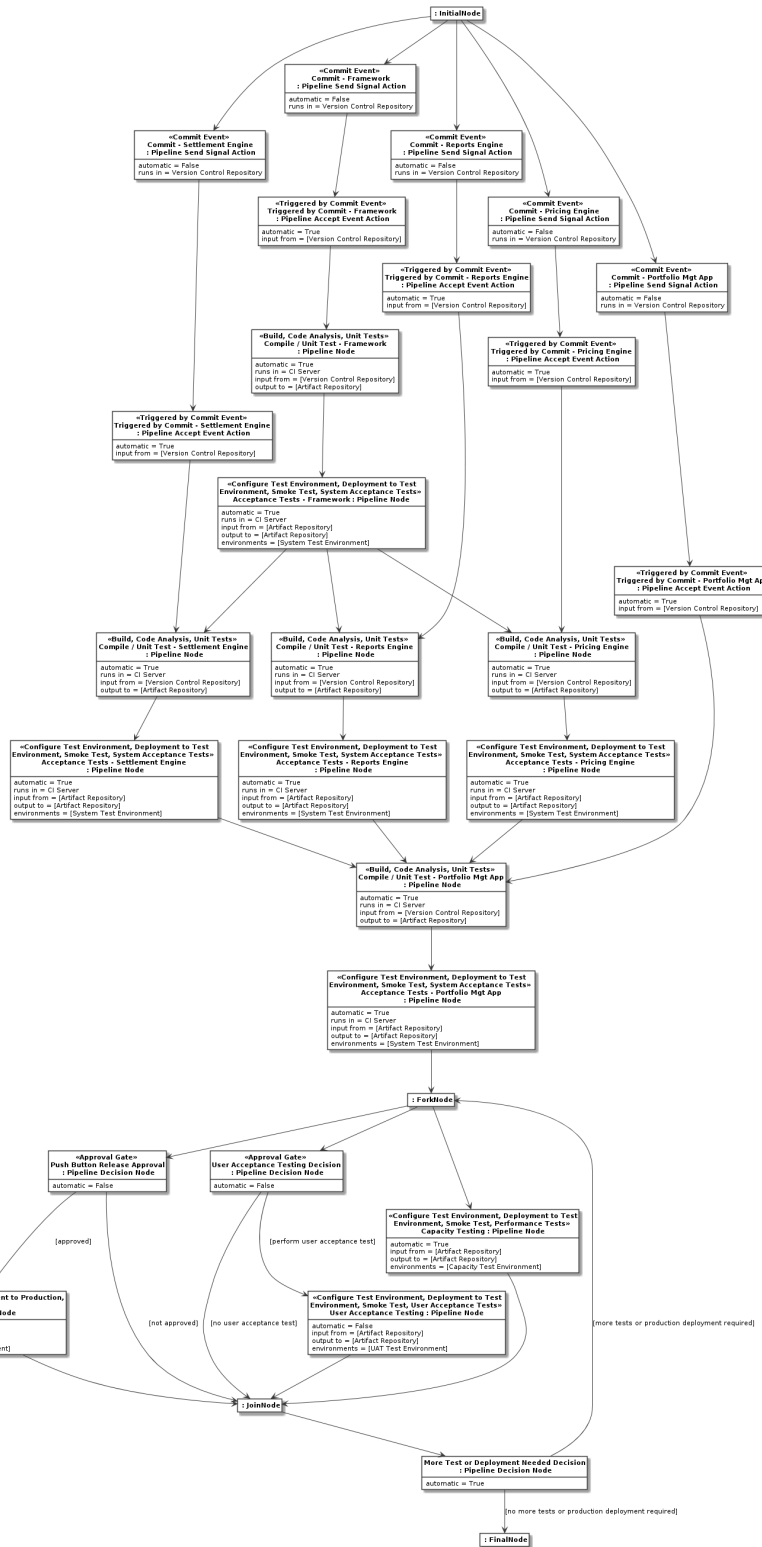 : InitialNode
«Commit Event»
Commit - Framework
: Pipeline Send Signal Action
automatic = False
runs in = Version Control Repository
«Commit Event»
Commit - Settlement Engine
: Pipeline Send Signal Action
automatic = False
runs in = Version Control Repository
«Commit Event»
Commit - Reports Engine
: Pipeline Send Signal Action
automatic = False
runs in = Version Control Repository
«Triggered by Commit Event»
Triggered by Commit - Framework
: Pipeline Accept Event Action
automatic = True
input from = [Version Control Repository]
«Commit Event»
Commit - Pricing Engine
: Pipeline Send Signal Action
automatic = False
runs in = Version Control Repository
«Triggered by Commit Event»
Triggered by Commit - Reports Engine
: Pipeline Accept Event Action
automatic = True
input from = [Version Control Repository]
«Commit Event»
Commit - Portfolio Mgt App
: Pipeline Send Signal Action
automatic = False
runs in = Version Control Repository
«Build, Code Analysis, Unit Tests»
Compile / Unit Test - Framework
: Pipeline Node
automatic = True
runs in = CI Server
input from = [Version Control Repository]
output to = [Artifact Repository]
«Triggered by Commit Event»
Triggered by Commit - Pricing Engine
: Pipeline Accept Event Action
automatic = True
input from = [Version Control Repository]
«Triggered by Commit Event»
Triggered by Commit - Settlement Engine
: Pipeline Accept Event Action
automatic = True
input from = [Version Control Repository]
«Configure Test Environment, Deployment to Test
Environment, Smoke Test, System Acceptance Tests»
Acceptance Tests - Framework : Pipeline Node
automatic = True
runs in = CI Server
input from = [Artifact Repository]
output to = [Artifact Repository]
environments = [System Test Environment]
«Triggered by Commit Event»
Triggered by Commit - Portfolio Mgt Ap
: Pipeline Accept Event Action
automatic = True
input from = [Version Control Repository]
«Build, Code Analysis, Unit Tests»
Compile / Unit Test - Settlement Engine
: Pipeline Node
automatic = True
runs in = CI Server
input from = [Version Control Repository]
output to = [Artifact Repository]
«Build, Code Analysis, Unit Tests»
Compile / Unit Test - Reports Engine
: Pipeline Node
automatic = True
runs in = CI Server
input from = [Version Control Repository]
output to = [Artifact Repository]
«Build, Code Analysis, Unit Tests»
Compile / Unit Test - Pricing Engine
: Pipeline Node
automatic = True
runs in = CI Server
input from = [Version Control Repository]
output to = [Artifact Repository]
«Configure Test Environment, Deployment to Test
Environment, Smoke Test, System Acceptance Tests»
Acceptance Tests - Settlement Engine
: Pipeline Node
automatic = True
runs in = CI Server
input from = [Artifact Repository]
output to = [Artifact Repository]
environments = [System Test Environment]
«Configure Test Environment, Deployment to Test
Environment, Smoke Test, System Acceptance Tests»
Acceptance Tests - Reports Engine
: Pipeline Node
automatic = True
runs in = CI Server
input from = [Artifact Repository]
output to = [Artifact Repository]
environments = [System Test Environment]
«Configure Test Environment, Deployment to Test
Environment, Smoke Test, System Acceptance Tests»
Acceptance Tests - Pricing Engine
: Pipeline Node
automatic = True
runs in = CI Server
input from = [Artifact Repository]
output to = [Artifact Repository]
environments = [System Test Environment]
«Build, Code Analysis, Unit Tests»
Compile / Unit Test - Portfolio Mgt App
: Pipeline Node
automatic = True
runs in = CI Server
input from = [Version Control Repository]
output to = [Artifact Repository]
«Configure Test Environment, Deployment to Test
Environment, Smoke Test, System Acceptance Tests»
Acceptance Tests - Portfolio Mgt App
: Pipeline Node
automatic = True
runs in = CI Server
input from = [Artifact Repository]
output to = [Artifact Repository]
environments = [System Test Environment]
: ForkNode
«Approval Gate»
Push Button Release Approval
: Pipeline Decision Node
automatic = False
«Approval Gate»
User Acceptance Testing Decision
: Pipeline Decision Node
automatic = False
«Configure Test Environment, Deployment to Test
Environment, Smoke Test, Performance Tests»
Capacity Testing : Pipeline Node
automatic = True
input from = [Artifact Repository]
output to = [Artifact Repository]
environments = [Capacity Test Environment]
[approved]
[perform user acceptance test]
nt to Production,
Node
ent]
[not approved]
[no user acceptance test]
«Configure Test Environment, Deployment to Test
Environment, Smoke Test, User Acceptance Tests»
User Acceptance Testing : Pipeline Node
automatic = False
input from = [Artifact Repository]
output to = [Artifact Repository]
environments = [UAT Test Environment]
[more tests or production deployment required]
: JoinNode
More Test or Deployment Needed Decision
: Pipeline Decision Node
automatic = True
[no more tests or production deployment required]
: FinalNode